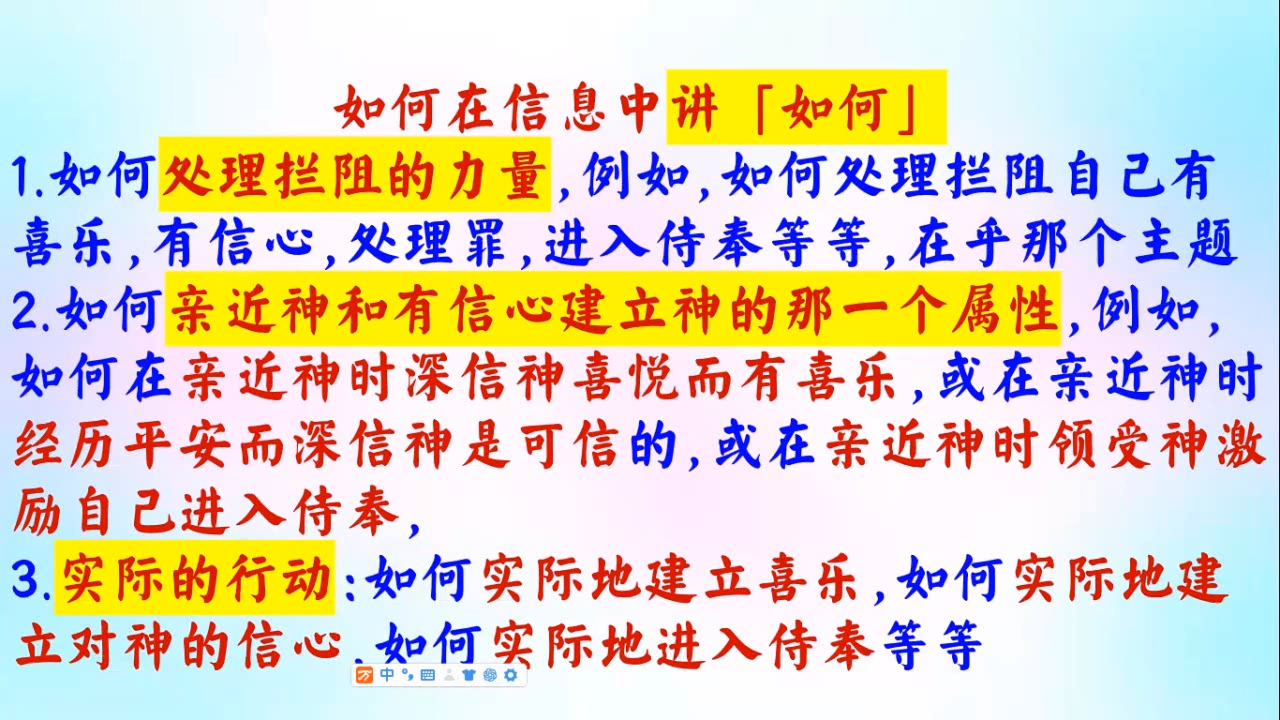 如何在信息中讲「如何」
1.如何处理拦阻的力量,例如,如何处理拦阻自己有
喜乐,有信心,处理罪,进入侍奉等等,在乎那个主题
2.如何亲近神和有信心建立神的那一个属性,例如,
如何在亲近神时深信神喜悦而有喜乐,或在亲近神时
经历平安而深信神是可信的,或在亲近神时领受神激
励自己进入侍奉,
3.实际的行动:如何实际地建立喜乐,如何实际地建
立对神的信心,如何实际地进入侍奉等等
中